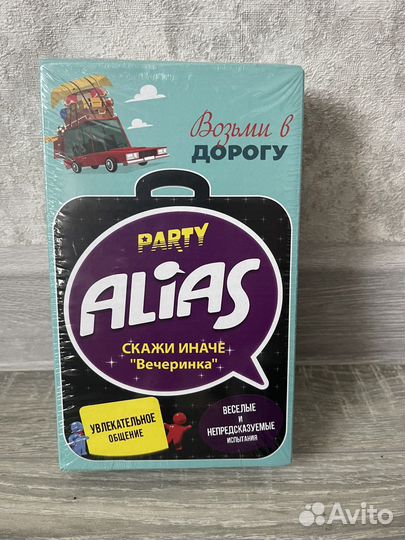 Возьми в
ДОРОГУ
PARTY
ALIAS
СКАЖИ ИНАЧЕ
"Вечеринка"
УВЛЕКАТЕЛЬНОЕ
ОБЩЕНИЕ
ВЕСЕЛЫЕ
И
НЕПРЕДСКАЗУЕМЫЕ
ИСПЫТАНИЯ
Avito